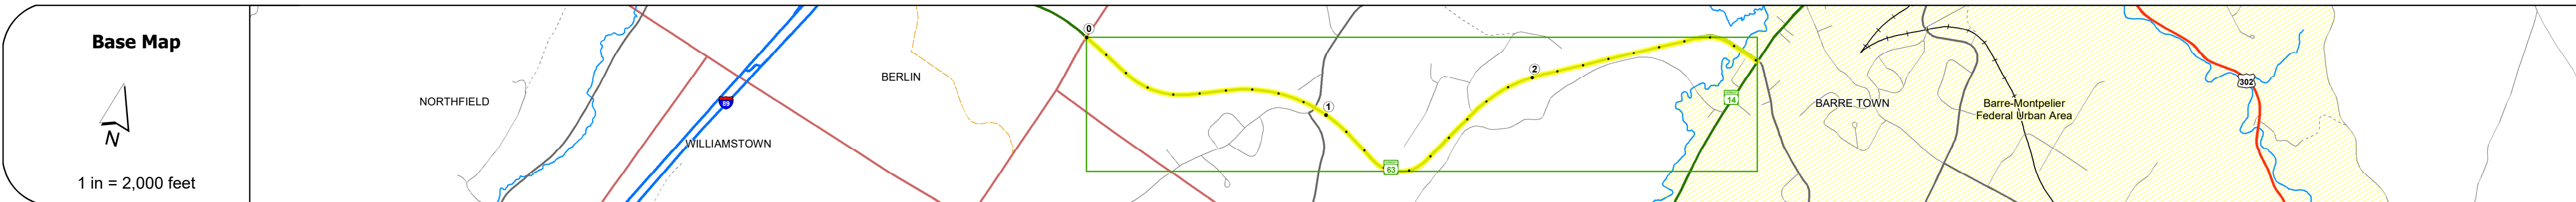 Base Map
N
1 in = 2,000 feet
NORTHFIELD
89
WILLIAMSTOWN
BERLIN
0
1
63
2
14
BARRE TOWN
Barre-Montpelier
Federal Urban Area
302